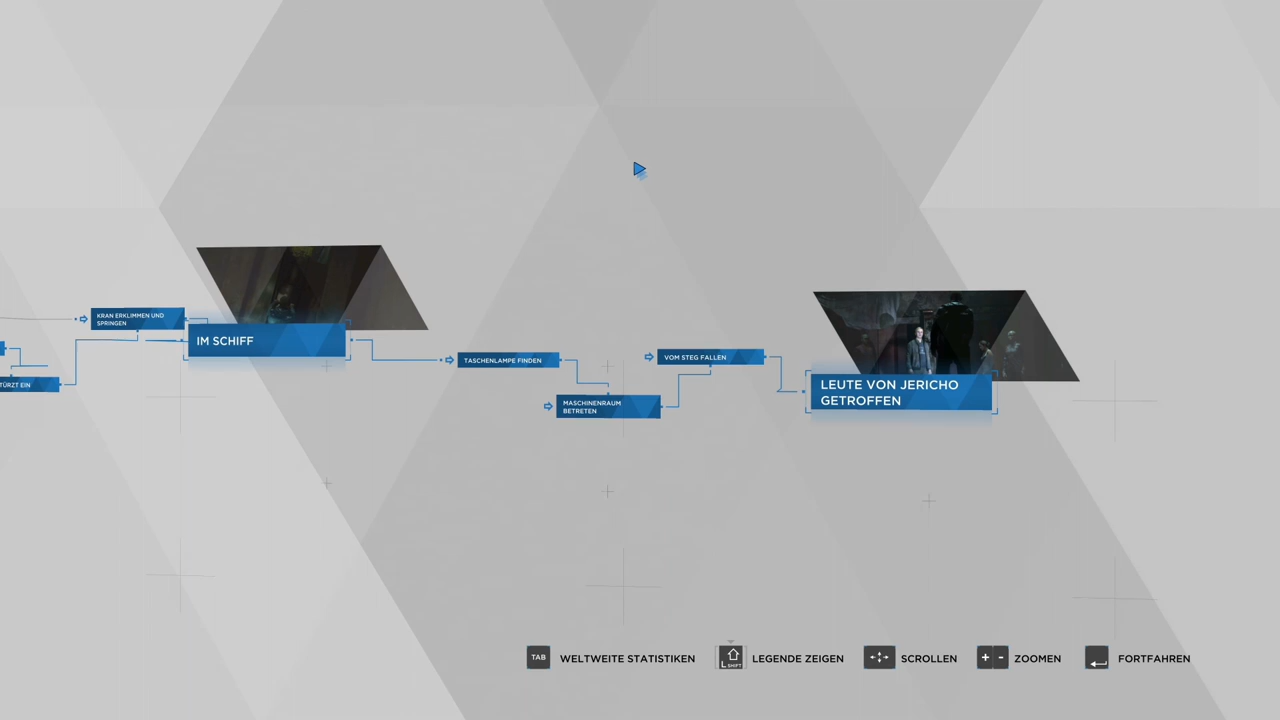 KRAN ERKLIMMEN UND
SPRINGEN
IM SCHIFF
TÜRZT EIN
TASCHENLAMPE FINDEN
MASCHINENRAUM
BETRETEN
VOM STEG FALLEN
LEUTE VON JERICHO
GETROFFEN
TAB WELTWEITE STATISTIKEN
L SHIFT LEGENDE ZEIGEN
SCROLLEN
+ - ZOOMEN
FORTFAHREN